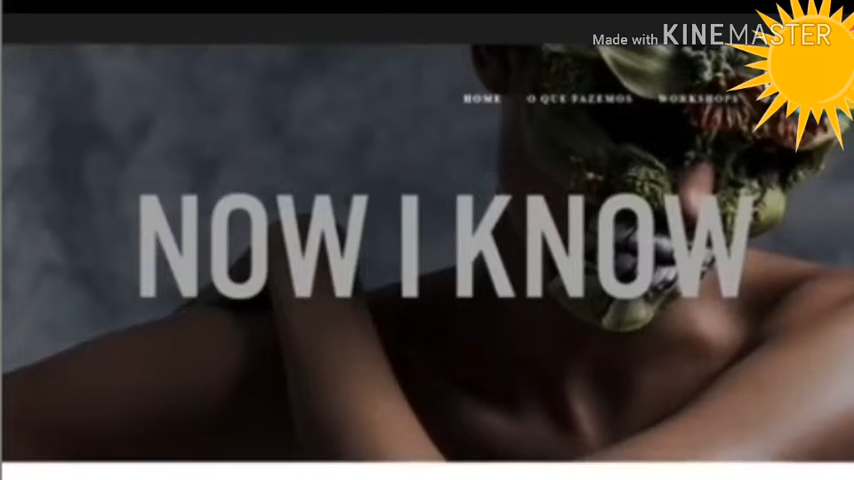 Made with KINEMASTER
HOME O QUE FAZEMOS WORKSHOPS
NOW I KNOW